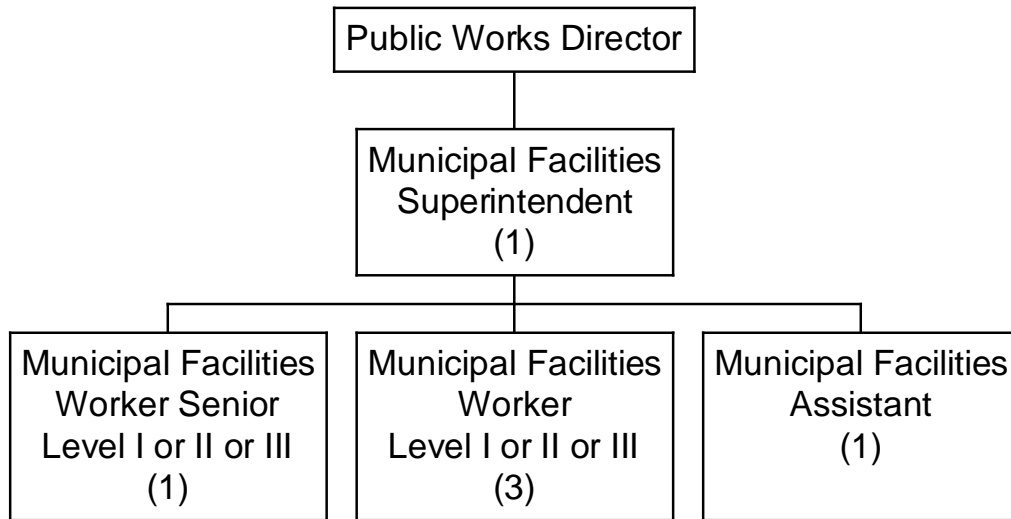 Public Works Director
Municipal Facilities
Superintendent
(1)
Municipal Facilities
Worker Senior
Level I or II or III
(1)
Municipal Facilities
Worker
Level I or II or III
(3)
Municipal Facilities
Assistant
(1)